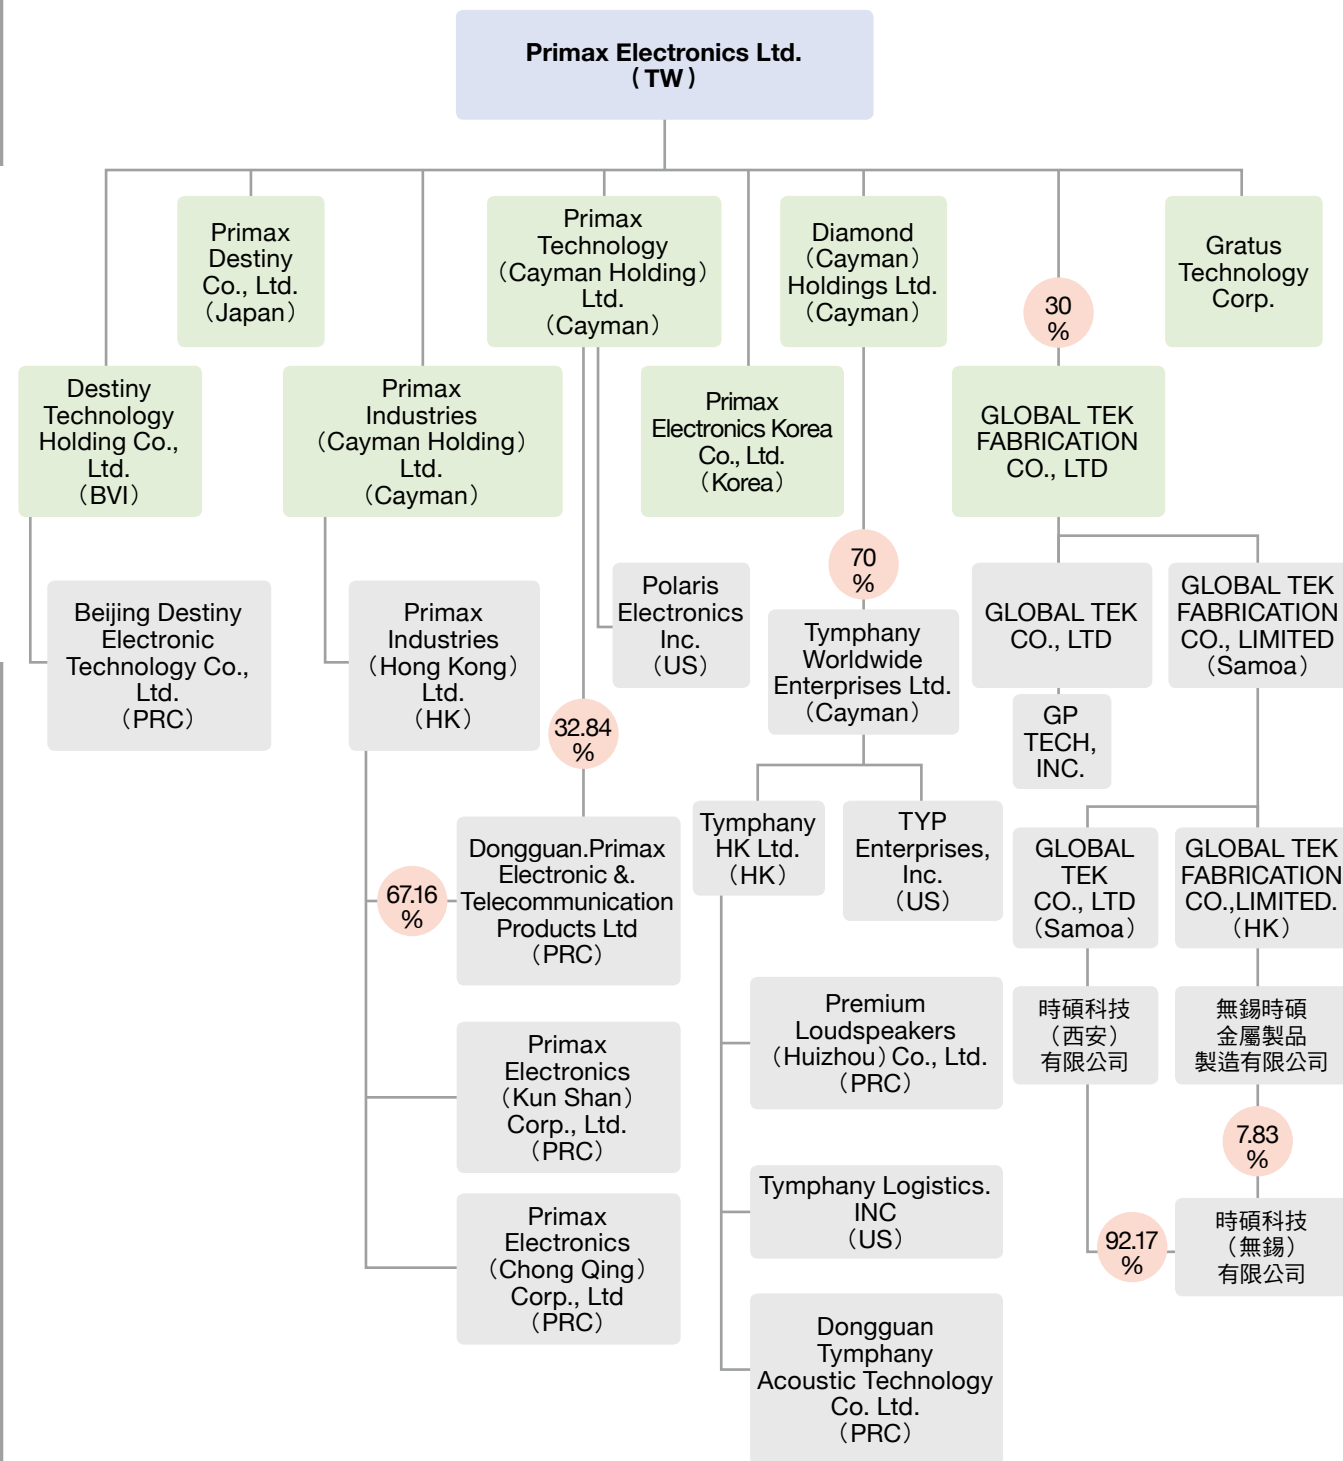 Primax Electronics Ltd.
（TW）
Primax
Destiny
Co., Ltd.
（Japan）
Primax
Technology
（Cayman Holding）
Ltd.
（Cayman）
Diamond
（Cayman）
Holdings Ltd.
（Cayman）
30
%
Gratus
Technology
Corp.
Destiny
Technology
Holding Co.,
Ltd.
（BVI）
Primax
Industries
（Cayman Holding）
Ltd.
（Cayman）
Primax
Electronics Korea
Co., Ltd.
（Korea）
GLOBAL TEK
FABRICATION
CO., LTD
Beijing Destiny
Electronic
Technology Co.,
Ltd.
（PRC）
Primax
Industries
（Hong Kong）
Ltd.
（HK）
32.84
%
Polaris
Electronics
Inc.
（US）
70
%
Tymphany
Worldwide
Enterprises Ltd.
（Cayman）
GLOBAL TEK
CO., LTD
GLOBAL TEK
FABRICATION
CO., LIMITED
（Samoa）
GP
TECH,
INC.
67.16
%
Dongguan.Primax
Electronic &.
Telecommunication
Products Ltd
（PRC）
Tymphany
HK Ltd.
（HK）
TYP
Enterprises,
Inc.
（US）
GLOBAL
TEK
CO., LTD
（Samoa）
GLOBAL TEK
FABRICATION
CO.,LIMITED.
（HK）
Primax
Electronics
（Kun Shan）
Corp., Ltd.
（PRC）
Premium
Loudspeakers
（Huizhou）Co., Ltd.
（PRC）
時碩科技
（西安）
有限公司
無錫時碩
金屬製品
製造有限公司
7.83
%
Primax
Electronics
（Chong Qing）
Corp., Ltd
（PRC）
Tymphany Logistics.
INC
（US）
92.17
%
時碩科技
（無錫）
有限公司
Dongguan
Tymphany
Acoustic Technology
Co. Ltd.
（PRC）